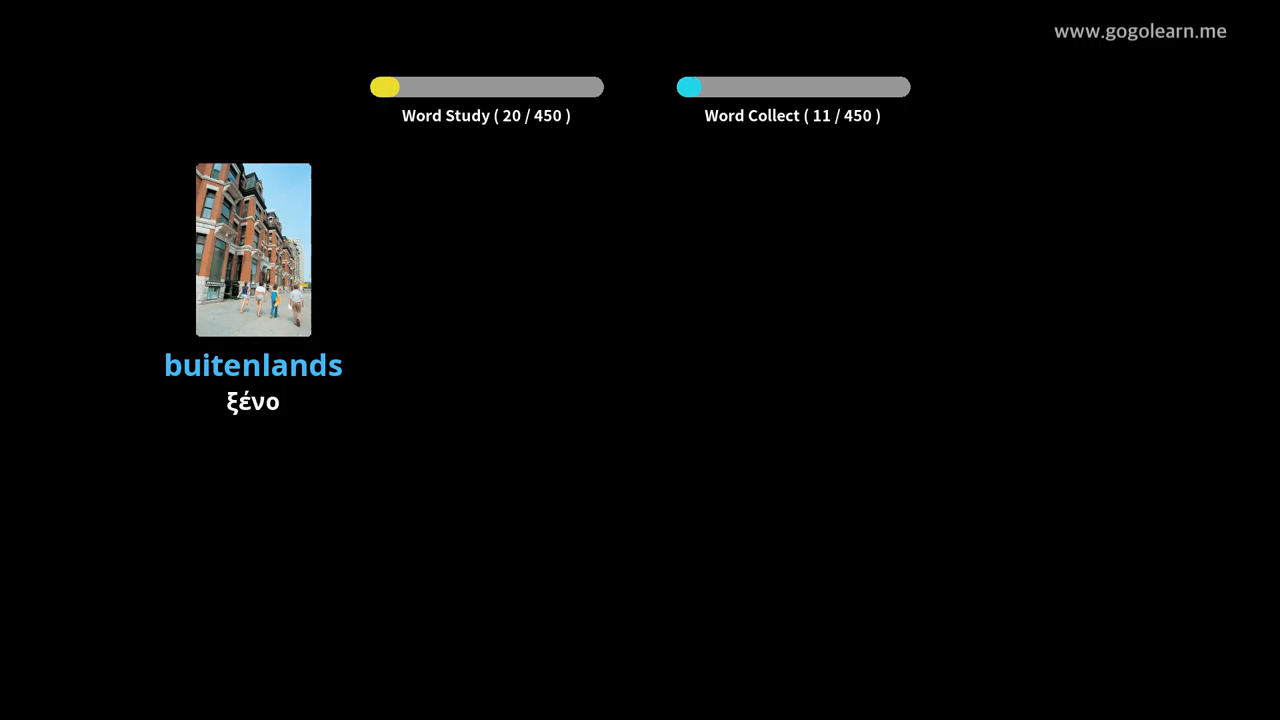 www.gogolearn.me
Word Study ( 20 / 450 )
Word Collect ( 11 / 450 )
buitenlands
ξένο